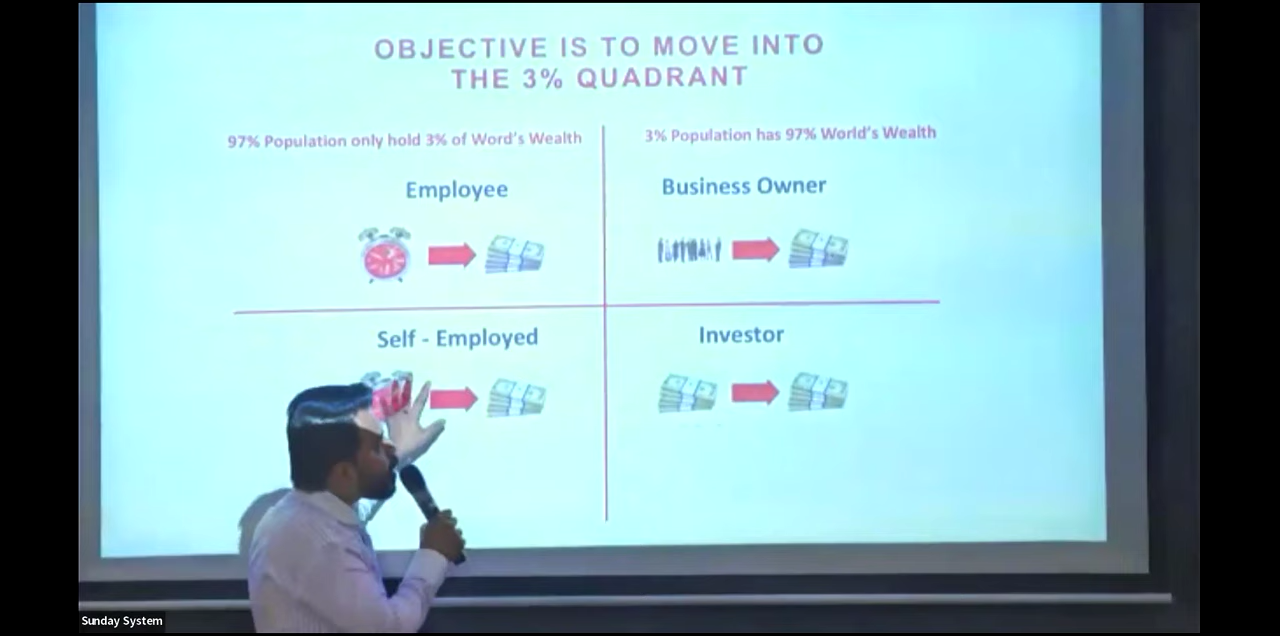 OBJECTIVE IS TO MOVE INTO
THE 3% QUADRANT
97% Population only hold 3% of Word's Wealth
3% Population has 97% World's Wealth
Employee
Business Owner
Self - Employed
Investor
Sunday System